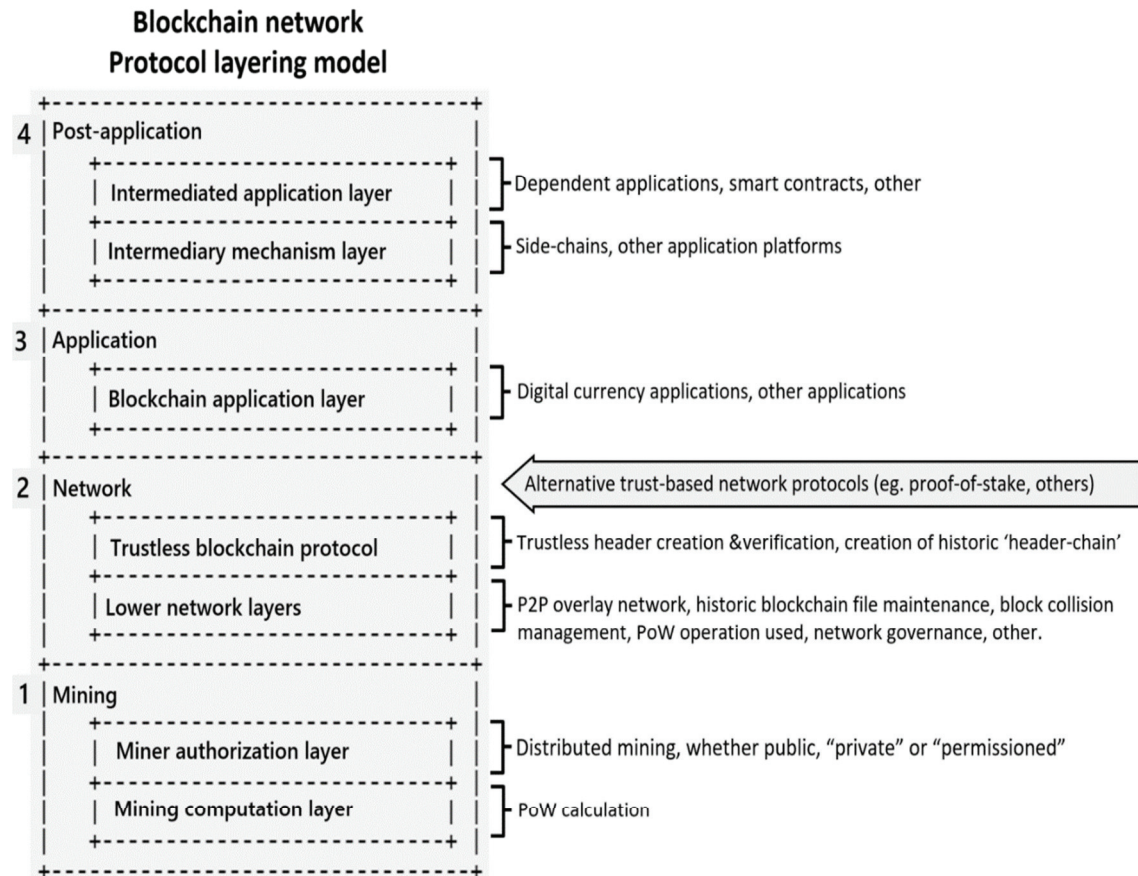 Blockchain network
Protocol layering model
4 Post-application
Intermediated application layer
Dependent applications, smart contracts, other
Intermediary mechanism layer
Side-chains, other application platforms
3 Application
Blockchain application layer
Digital currency applications, other applications
2 Network
Alternative trust-based network protocols (eg. proof-of-stake, others)
Trustless blockchain protocol
Trustless header creation &verification, creation of historic ‘header-chain’
Lower network layers
P2P overlay network, historic blockchain file maintenance, block collision
management, PoW operation used, network governance, other.
1 Mining
Miner authorization layer
Distributed mining, whether public, “private” or “permissioned”
Mining computation layer
PoW calculation